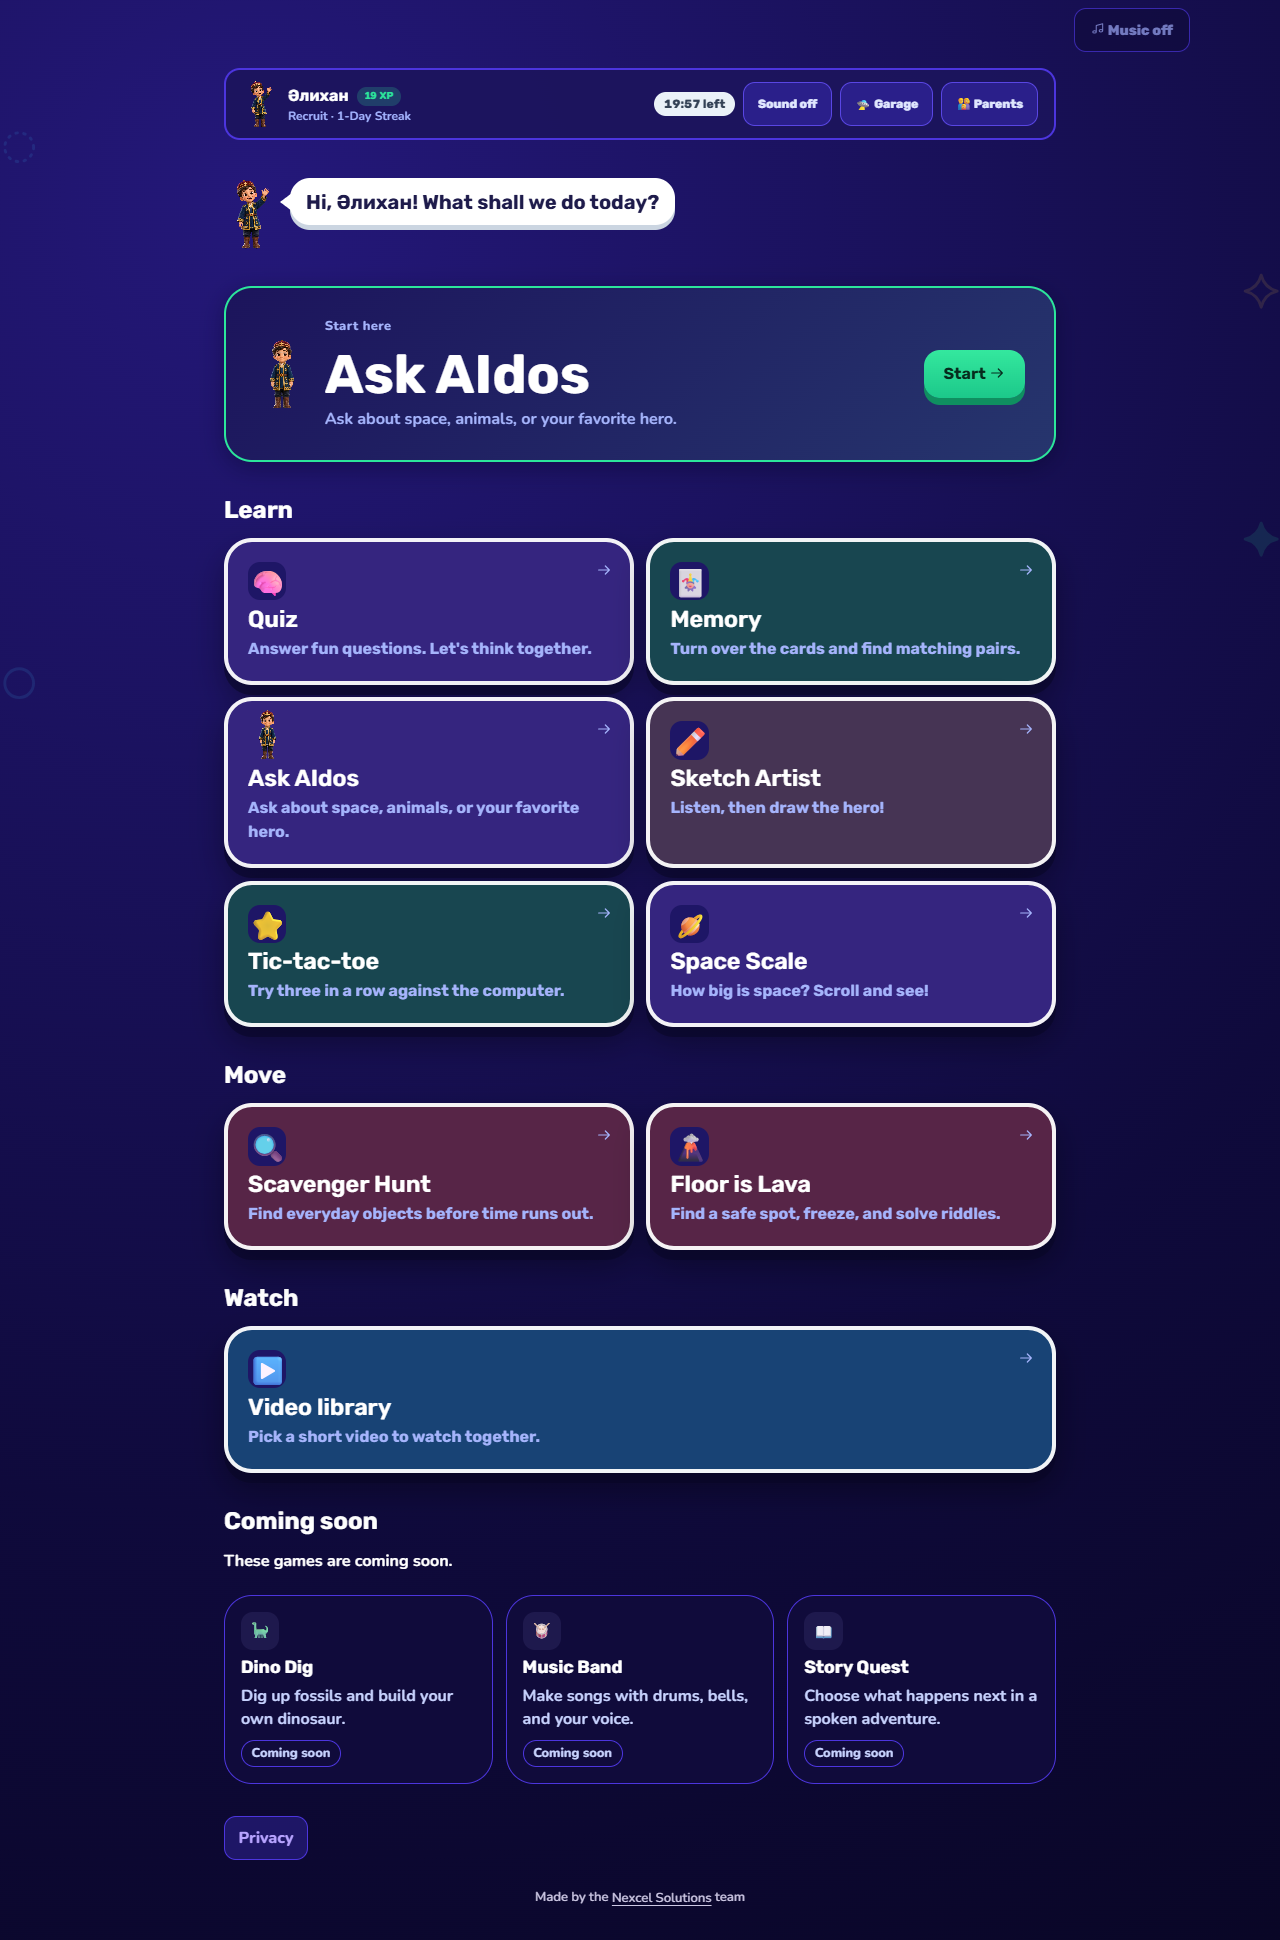 Music off
Әлихан 19 XP
Recruit · 1-Day Streak
19:57 left
Sound off
Garage
Parents
Hi, Әлихан! What shall we do today?
Start here
Ask AIdos
Ask about space, animals, or your favorite hero.
Start →
Learn
Quiz
Answer fun questions. Let's think together.
Memory
Turn over the cards and find matching pairs.
Ask AIdos
Ask about space, animals, or your favorite
hero.
Sketch Artist
Listen, then draw the hero!
Tic-tac-toe
Try three in a row against the computer.
Space Scale
How big is space? Scroll and see!
Move
Scavenger Hunt
Find everyday objects before time runs out.
Floor is Lava
Find a safe spot, freeze, and solve riddles.
Watch
Video library
Pick a short video to watch together.
Coming soon
These games are coming soon.
Dino Dig
Dig up fossils and build your
own dinosaur.
Coming soon
Music Band
Make songs with drums, bells,
and your voice.
Coming soon
Story Quest
Choose what happens next in a
spoken adventure.
Coming soon
Privacy
Made by the Nexcel Solutions team